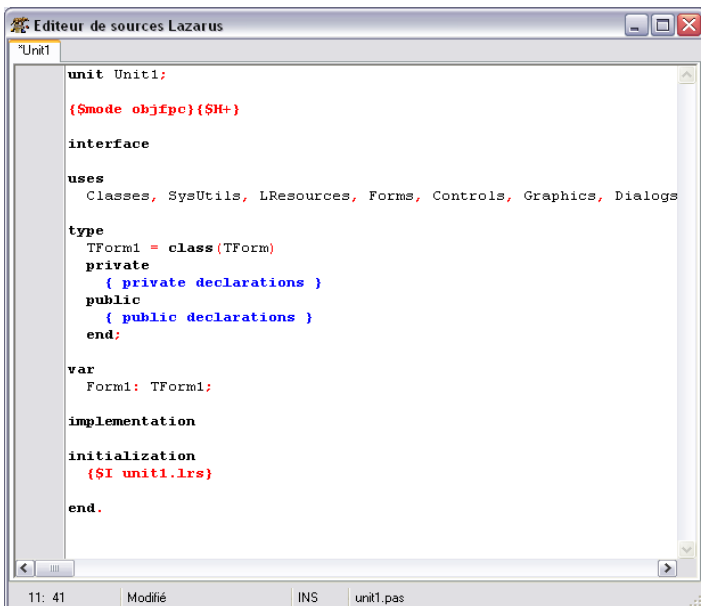 Editeur de sources Lazarus
*Unit1
unit Unit1;
{$mode objfpc}{$H+}
interface
uses
Classes, SysUtils, LResources, Forms, Controls, Graphics, Dialogs
type
TForm1 = class(TForm)
private
{ private declarations }
public
{ public declarations }
end;
var
Form1: TForm1;
implementation
initialization
{$I unit1.lrs}
end.
11: 41 Modifié INS unit1.pas